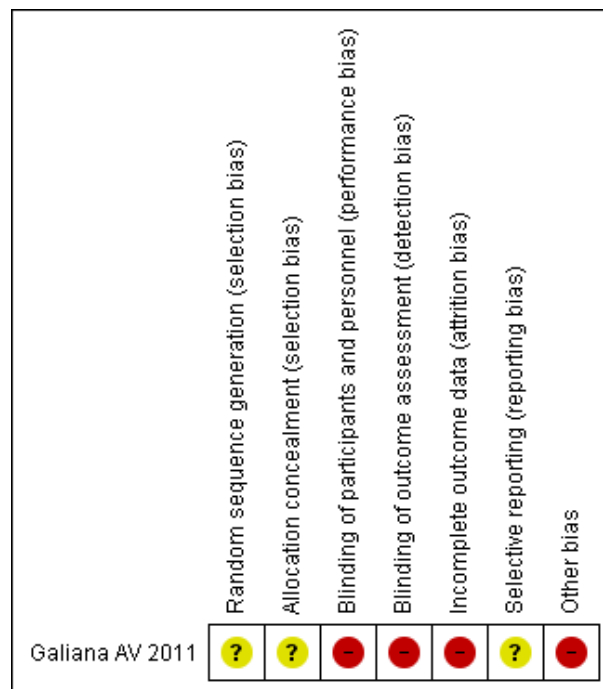 Random sequence generation (selection bias)
Allocation concealment (selection bias)
Blinding of participants and personnel (performance bias)
Blinding of outcome assessment (detection bias)
Incomplete outcome data (attrition bias)
Selective reporting (reporting bias)
Other bias
Galiana AV 2011 ? ? – – – ? –